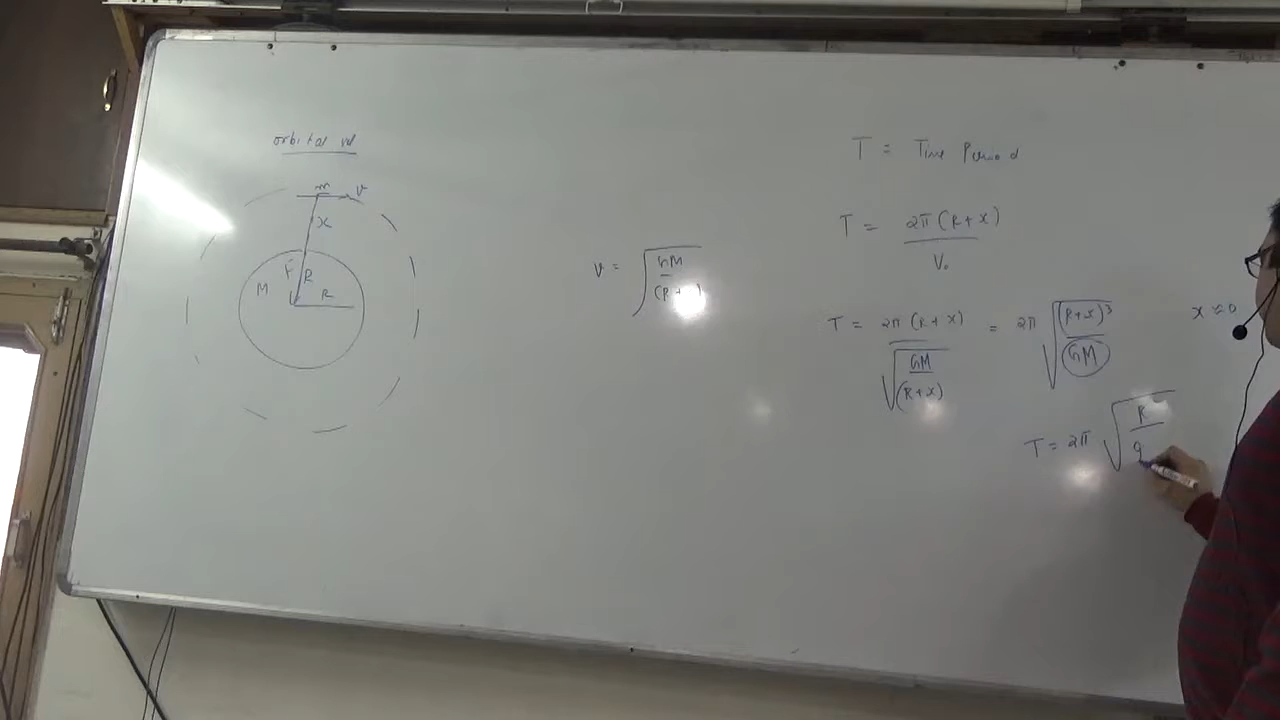 orbital vel
m v
x
F R
M R
v = √(GM/(R+ ))
T = Time Period
T = 2π(R+x)/V₀
T = 2π(R+x)/√(GM/(R+x)) = 2π √((R+x)³/GM) x≈0
T = 2π √(R/g)